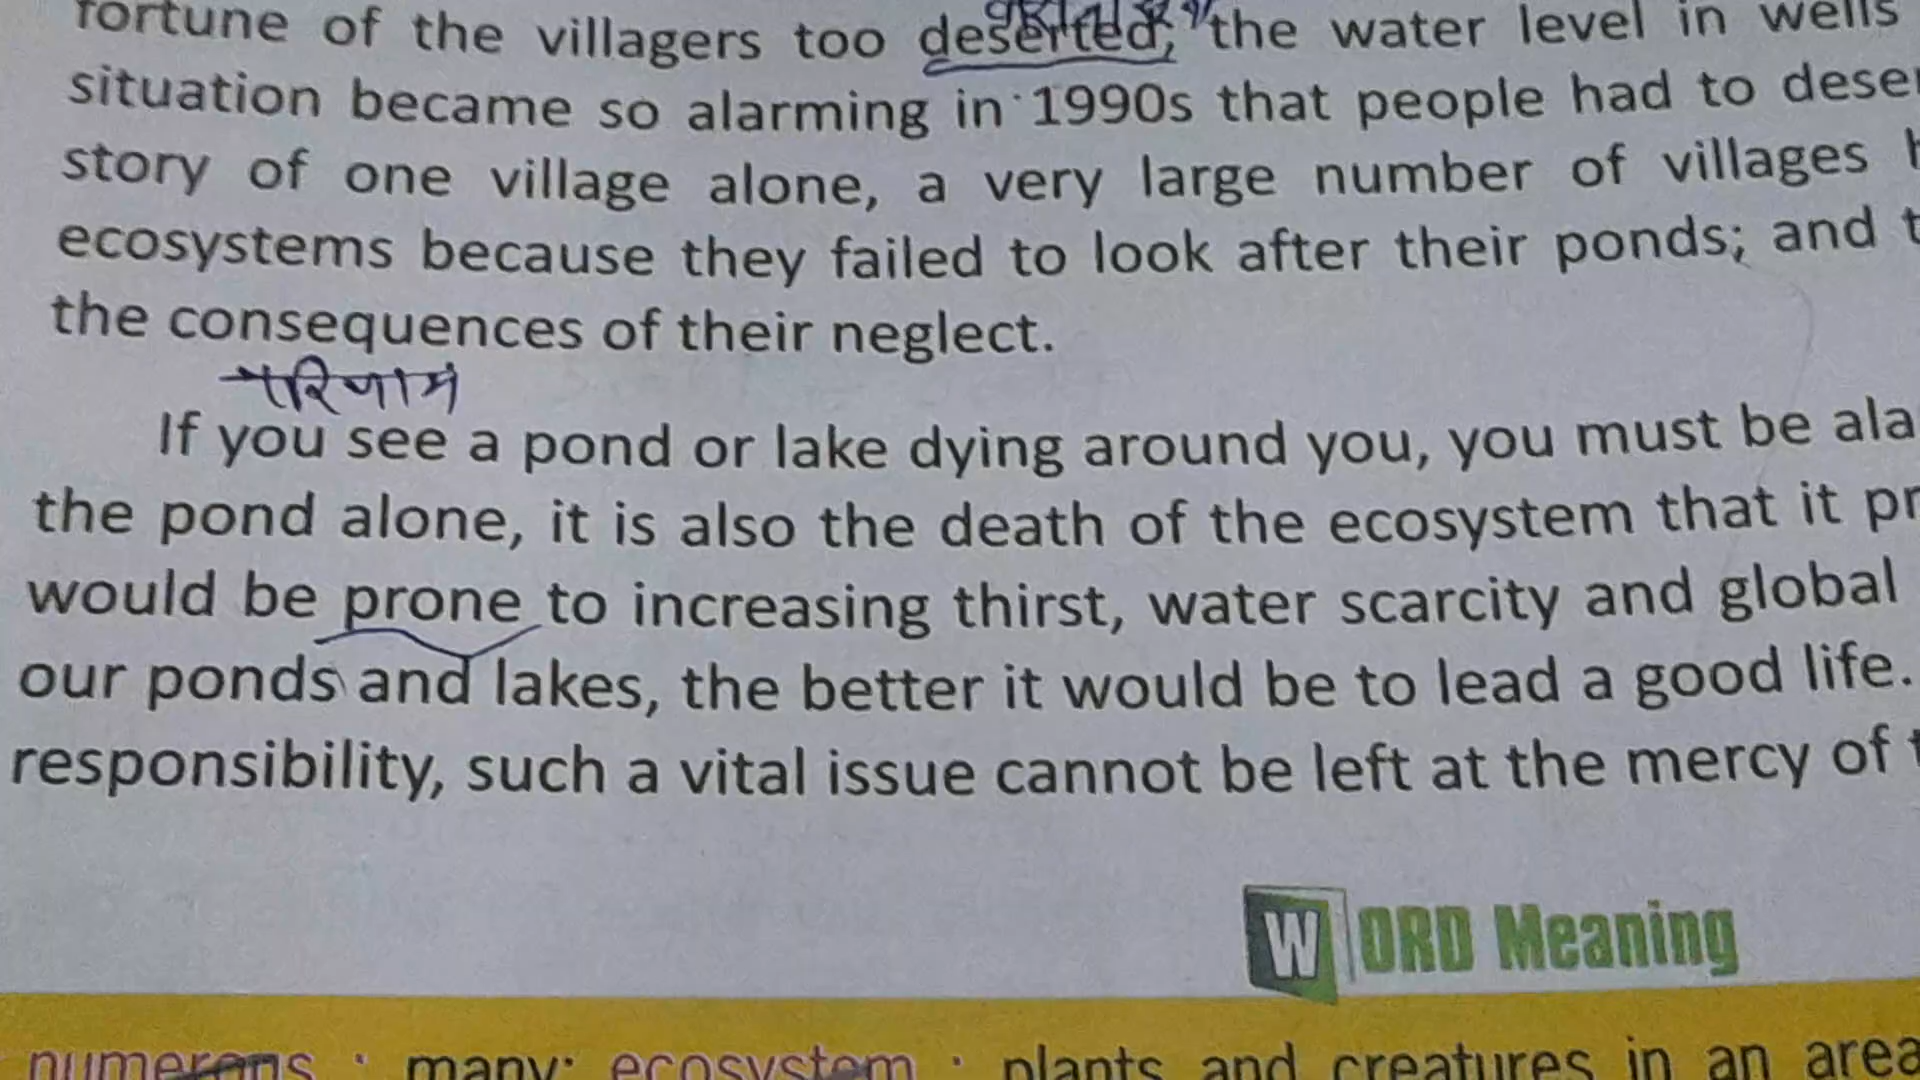 fortune of the villagers too deserted, the water level in wells
situation became so alarming in 1990s that people had to
story of one village alone, a very large number of villages
ecosystems because they failed to look after their ponds; and
the consequences of their neglect.
परिणाम
If you see a pond or lake dying around you, you must be
the pond alone, it is also the death of the ecosystem that it
would be prone to increasing thirst, water scarcity and global
our ponds and lakes, the better it would be to lead a good life.
responsibility, such a vital issue cannot be left at the mercy of
WORD Meaning
numerous : many; ecosystem : plants and creatures in an area